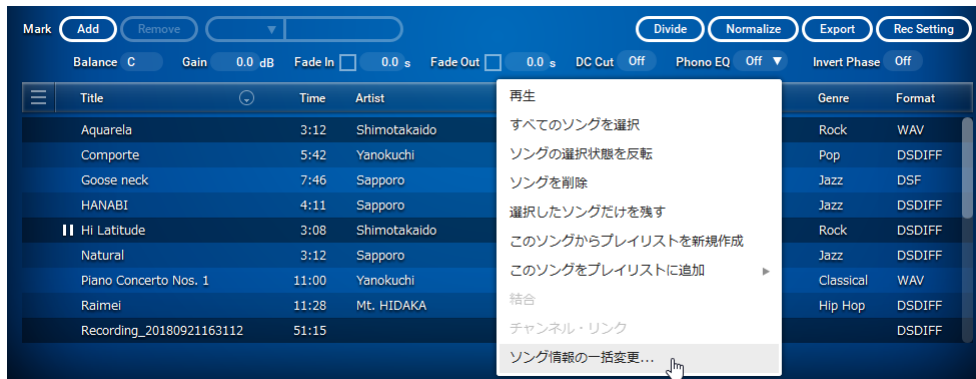 Mark Add Remove Divide Normalize Export Rec Setting
Balance C Gain 0.0 dB Fade In 0.0 s Fade Out 0.0 s DC Cut Off Phono EQ Off Invert Phase Off
Title Time Artist Genre Format
Aquarela 3:12 Shimotakaido Rock WAV
Comporte 5:42 Yanokuchi Pop DSDIFF
Goose neck 7:46 Sapporo Jazz DSF
HANABI 4:11 Sapporo Jazz DSDIFF
Hi Latitude 3:08 Shimotakaido Rock DSDIFF
Natural 3:12 Sapporo Jazz DSDIFF
Piano Concerto Nos. 1 11:00 Yanokuchi Classical WAV
Raimei 11:28 Mt. HIDAKA Hip Hop DSDIFF
Recording_20180921163112 51:15 DSDIFF
再生
すべてのソングを選択
ソングの選択状態を反転
ソングを削除
選択したソングだけを残す
このソングからプレイリストを新規作成
このソングをプレイリストに追加
結合
チャンネル・リンク
ソング情報の一括変更...